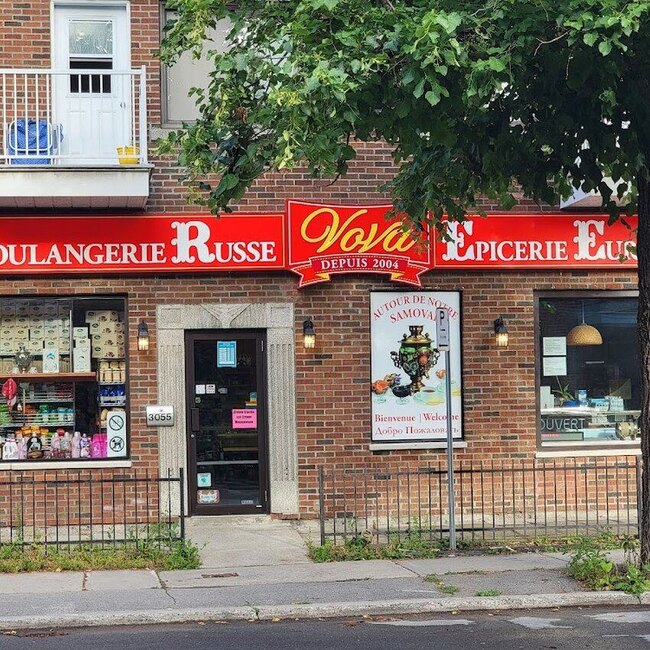 OULANGERIE RUSSE
Vova
DEPUIS 2004
EPICERIE EU
AUTOUR DE NOTRE
SAMOVAR
Bienvenue | Welcome
Добро Пожаловать
3055
P
OUVERT